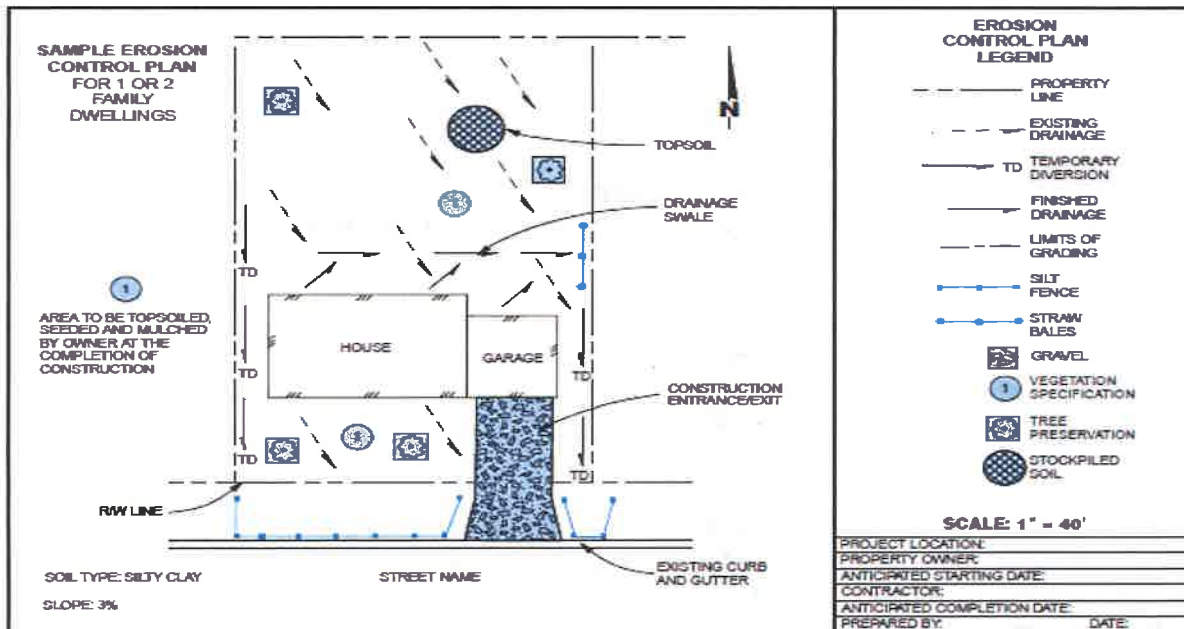 SAMPLE EROSION
CONTROL PLAN
FOR 1 OR 2
FAMILY
DWELLINGS
N
TOPSOIL
DRAINAGE
SWALE
TD
1
AREA TO BE TOPSOILED,
SEEDED AND MULCHED
BY OWNER AT THE
COMPLETION OF
CONSTRUCTION
HOUSE
GARAGE
TD
TD
CONSTRUCTION
ENTRANCE/EXIT
TD
TD
R/W LINE
SOIL TYPE: SILTY CLAY
STREET NAME
EXISTING CURB
AND GUTTER
SLOPE: 3%
EROSION
CONTROL PLAN
LEGEND
PROPERTY
LINE
EXISTING
DRAINAGE
TD TEMPORARY
DIVERSION
FINISHED
DRAINAGE
LIMITS OF
GRADING
SILT
FENCE
STRAW
BALES
GRAVEL
1 VEGETATION
SPECIFICATION
TREE
PRESERVATION
STOCKPILED
SOIL
SCALE: 1" = 40'
PROJECT LOCATION:
PROPERTY OWNER:
ANTICIPATED STARTING DATE:
CONTRACTOR:
ANTICIPATED COMPLETION DATE:
PREPARED BY: DATE: